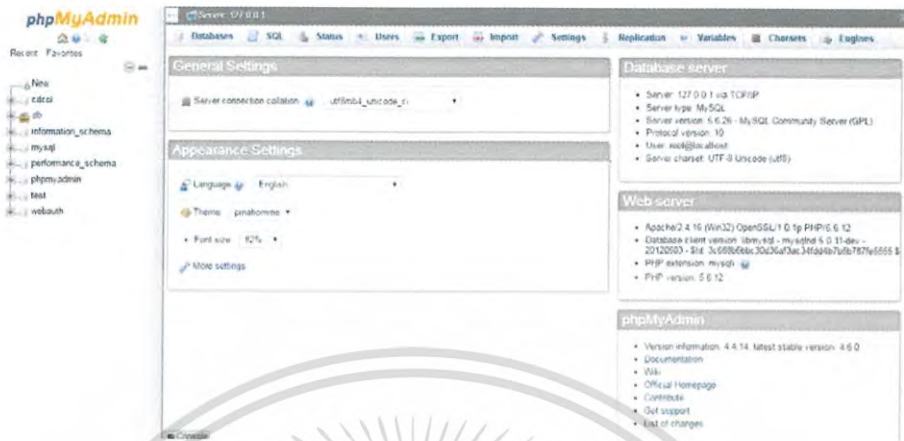 phpMyAdmin
Recent Favorites
New
cdcol
db
information_schema
mysql
performance_schema
phpmyadmin
test
webauth
Server: 127.0.0.1
Databases SQL Status Users Export Import Settings Replication Variables Charsets Engines
General Settings
Server connection collation utf8mb4_unicode_ci
Appearance Settings
Language English
Theme pmahomme
Font size 82%
More settings
Database server
Server: 127.0.0.1 via TCP/IP
Server type: MySQL
Server version: 5.6.26 - MySQL Community Server (GPL)
Protocol version: 10
User: root@localhost
Server charset: UTF-8 Unicode (utf8)
Web server
Apache/2.4.16 (Win32) OpenSSL/1.0.1p PHP/5.6.12
Database client version: libmysql - mysqlnd 5.0.11-dev -
PHP extension: mysqli
PHP version: 5.6.12
phpMyAdmin
Version information: 4.4.14, latest stable version: 4.6.0
Documentation
Wiki
Official Homepage
Contribute
Get support
List of changes
Console